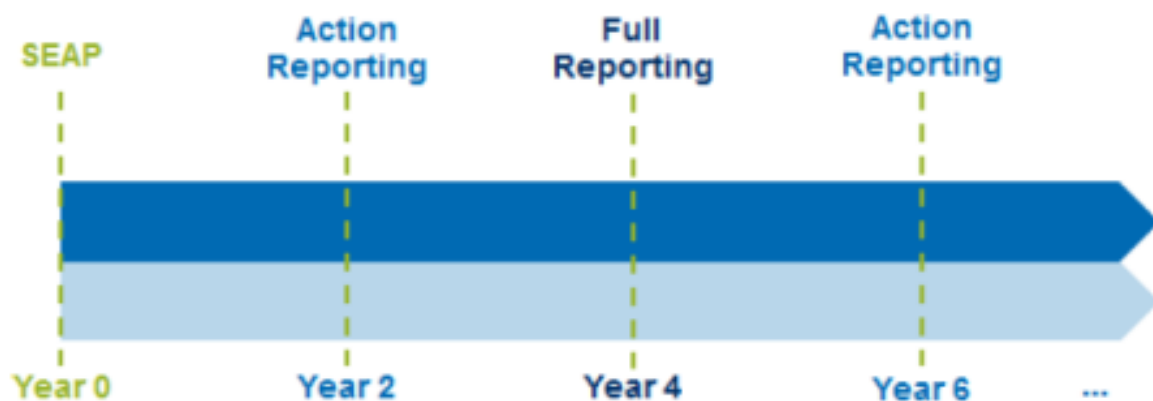 SEAP
Action
Reporting
Full
Reporting
Action
Reporting
Year 0
Year 2
Year 4
Year 6
...